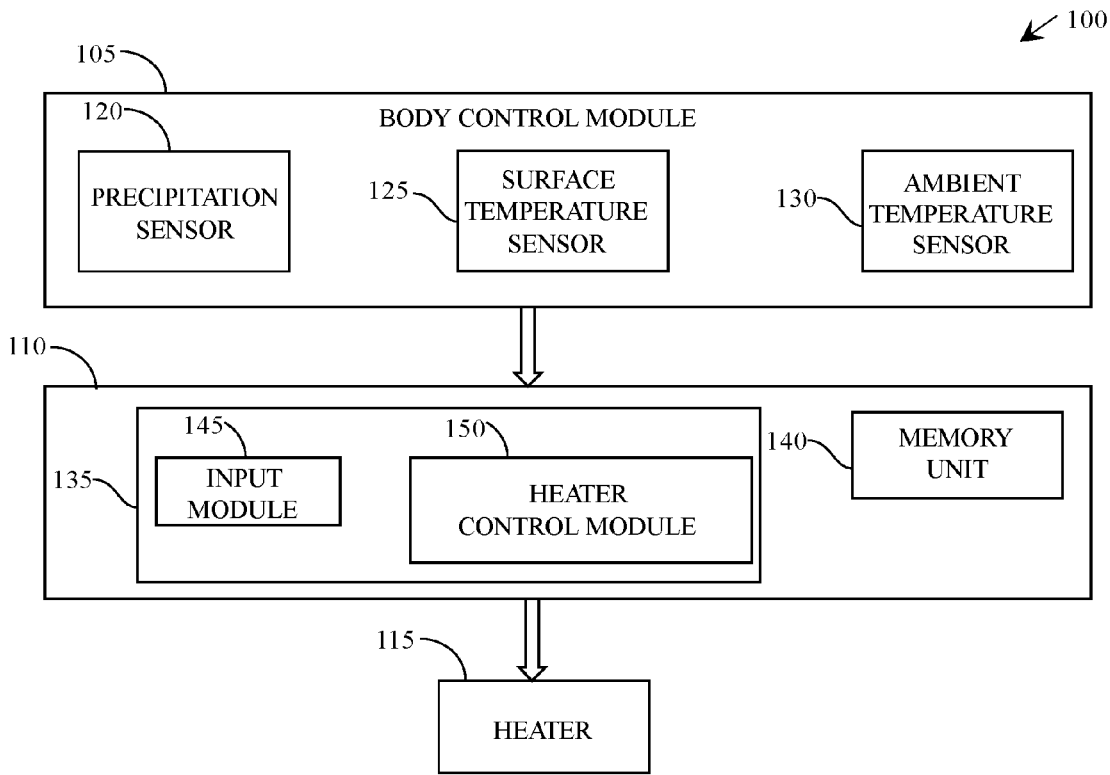 100
105
120
BODY CONTROL MODULE
PRECIPITATION
SENSOR
125
SURFACE
TEMPERATURE
SENSOR
130
AMBIENT
TEMPERATURE
SENSOR
110
145
150
140
MEMORY
UNIT
135
INPUT
MODULE
HEATER
CONTROL MODULE
115
HEATER